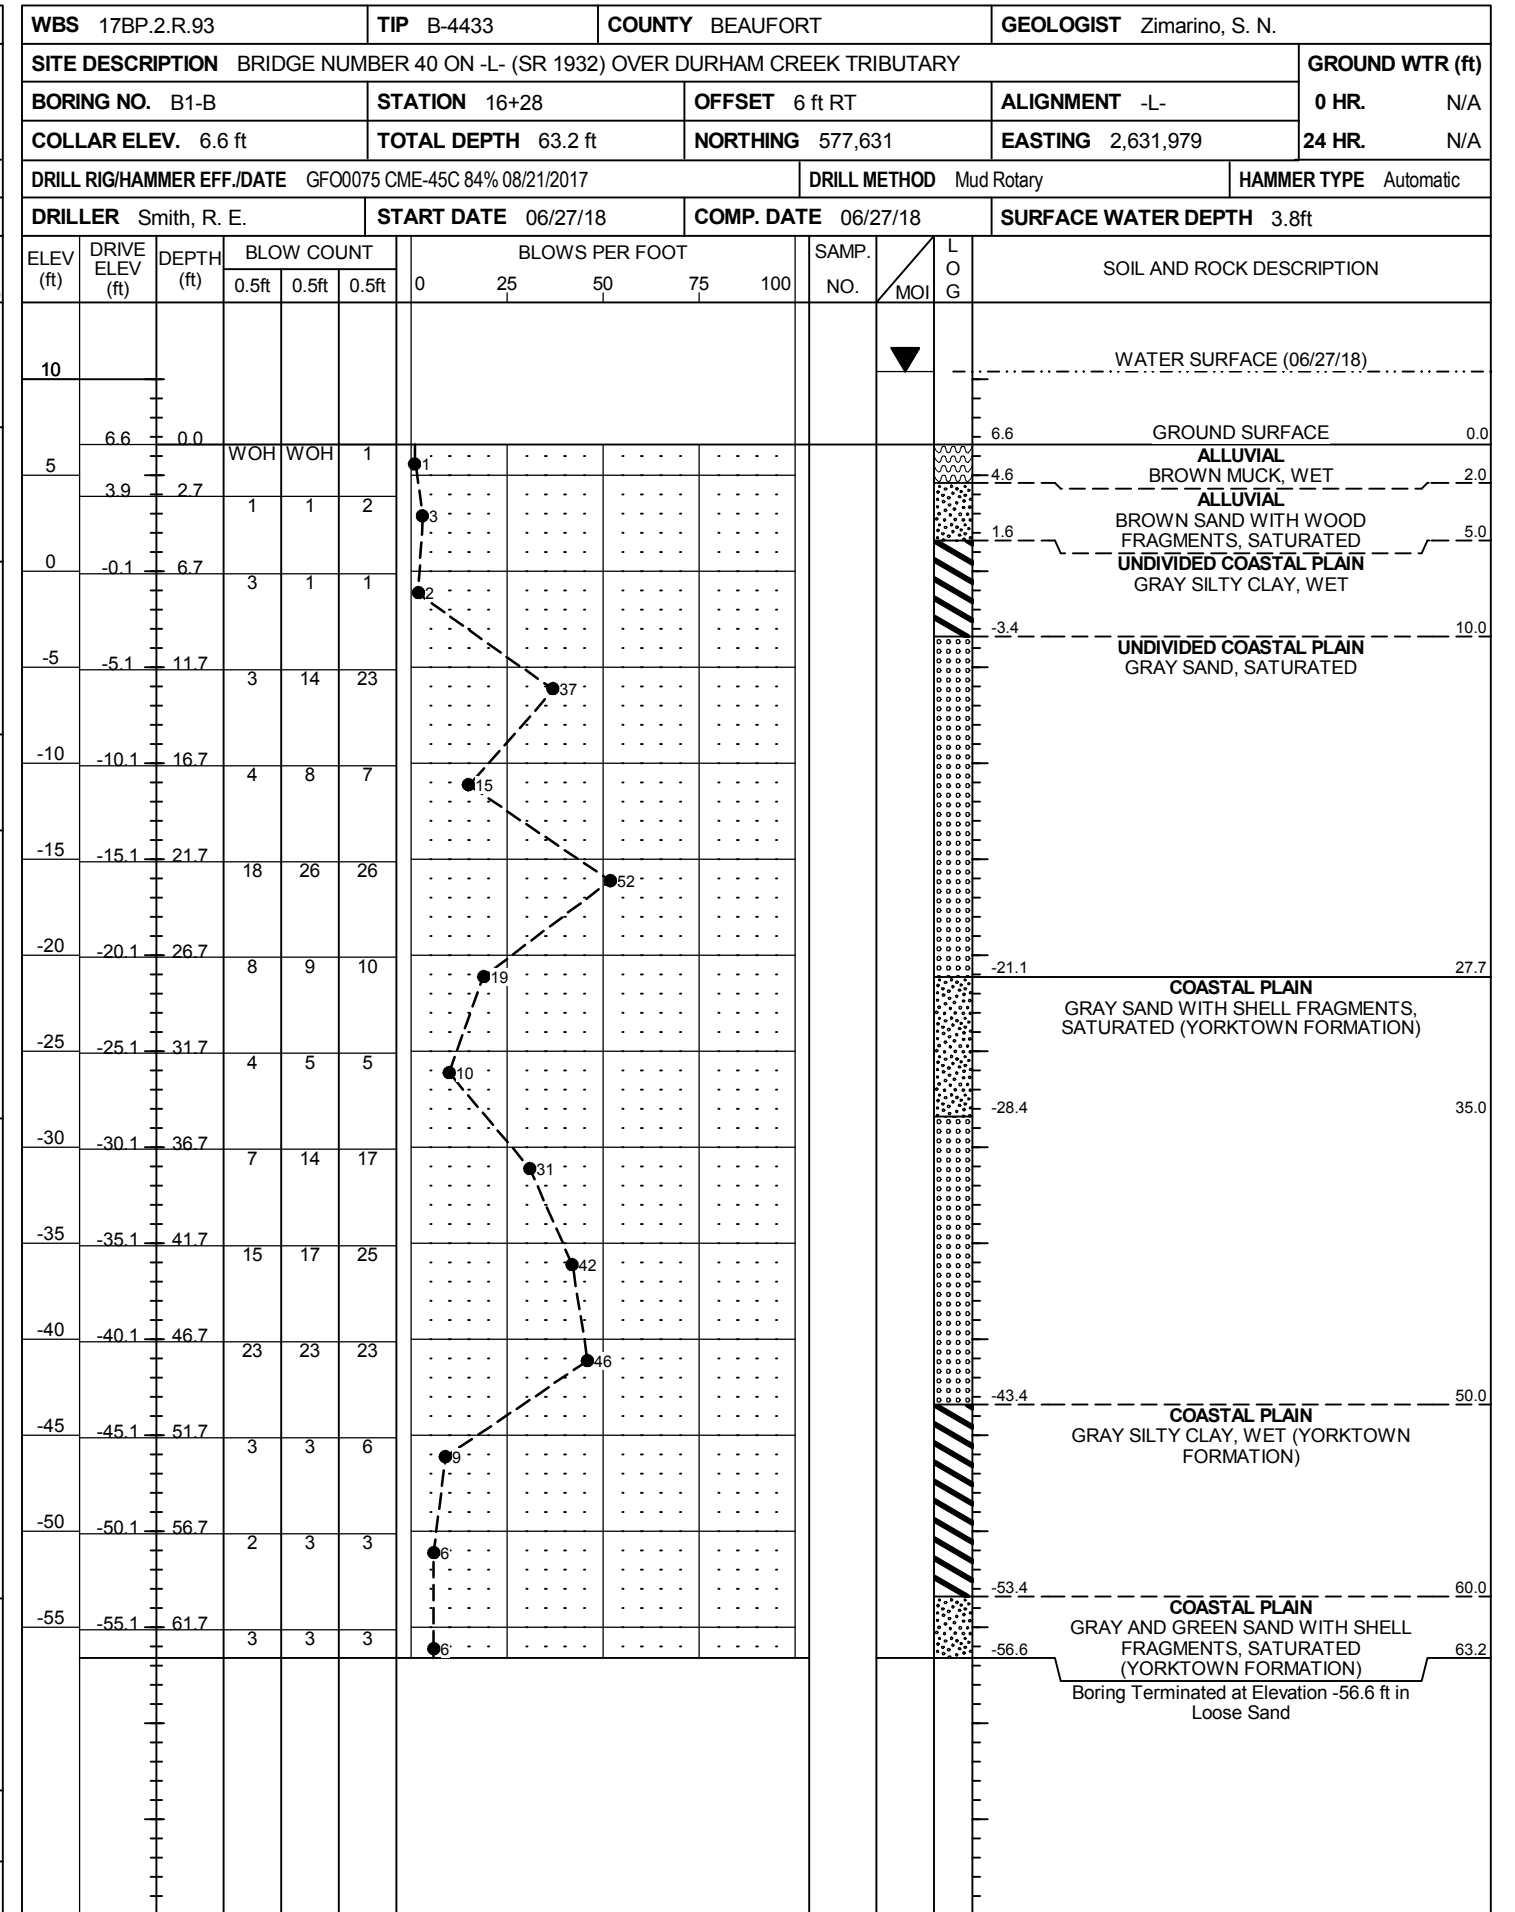 WBS 17BP.2.R.93 TIP B-4433 COUNTY BEAUFORT GEOLOGIST Zimarino, S. N.
SITE DESCRIPTION BRIDGE NUMBER 40 ON -L- (SR 1932) OVER DURHAM CREEK TRIBUTARY GROUND WTR (ft)
BORING NO. B1-B STATION 16+28 OFFSET 6 ft RT ALIGNMENT -L- 0 HR. N/A
COLLAR ELEV. 6.6 ft TOTAL DEPTH 63.2 ft NORTHING 577,631 EASTING 2,631,979 24 HR. N/A
DRILL RIG/HAMMER EFF./DATE GFO0075 CME-45C 84% 08/21/2017 DRILL METHOD Mud Rotary HAMMER TYPE Automatic
DRILLER Smith, R. E. START DATE 06/27/18 COMP. DATE 06/27/18 SURFACE WATER DEPTH 3.8ft
ELEV (ft) DRIVE ELEV (ft) DEPTH (ft) BLOW COUNT BLOWS PER FOOT SAMP. NO. MOI LOG SOIL AND ROCK DESCRIPTION
0.5ft 0.5ft 0.5ft 0 25 50 75 100
WATER SURFACE (06/27/18)
10
6.6 0.0 6.6 GROUND SURFACE 0.0
WOH WOH 1 1 ALLUVIAL
5 4.6 BROWN MUCK, WET 2.0
3.9 2.7 ALLUVIAL
1 1 2 3 BROWN SAND WITH WOOD
1.6 FRAGMENTS, SATURATED 5.0
0 -0.1 6.7 UNDIVIDED COASTAL PLAIN
3 1 1 2 GRAY SILTY CLAY, WET
-3.4 10.0
-5 -5.1 11.7 UNDIVIDED COASTAL PLAIN
3 14 23 37 GRAY SAND, SATURATED
-10 -10.1 16.7
4 8 7 15
-15 -15.1 21.7
18 26 26 52
-20 -20.1 26.7
8 9 10 19 -21.1 27.7
COASTAL PLAIN
GRAY SAND WITH SHELL FRAGMENTS,
SATURATED (YORKTOWN FORMATION)
-25 -25.1 31.7
4 5 5 10
-28.4 35.0
-30 -30.1 36.7
7 14 17 31
-35 -35.1 41.7
15 17 25 42
-40 -40.1 46.7
23 23 23 46
-43.4 50.0
COASTAL PLAIN
-45 -45.1 51.7 GRAY SILTY CLAY, WET (YORKTOWN
3 3 6 9 FORMATION)
-50 -50.1 56.7
2 3 3 6
-53.4 60.0
COASTAL PLAIN
-55 -55.1 61.7 GRAY AND GREEN SAND WITH SHELL
3 3 3 6 -56.6 FRAGMENTS, SATURATED 63.2
(YORKTOWN FORMATION)
Boring Terminated at Elevation -56.6 ft in
Loose Sand